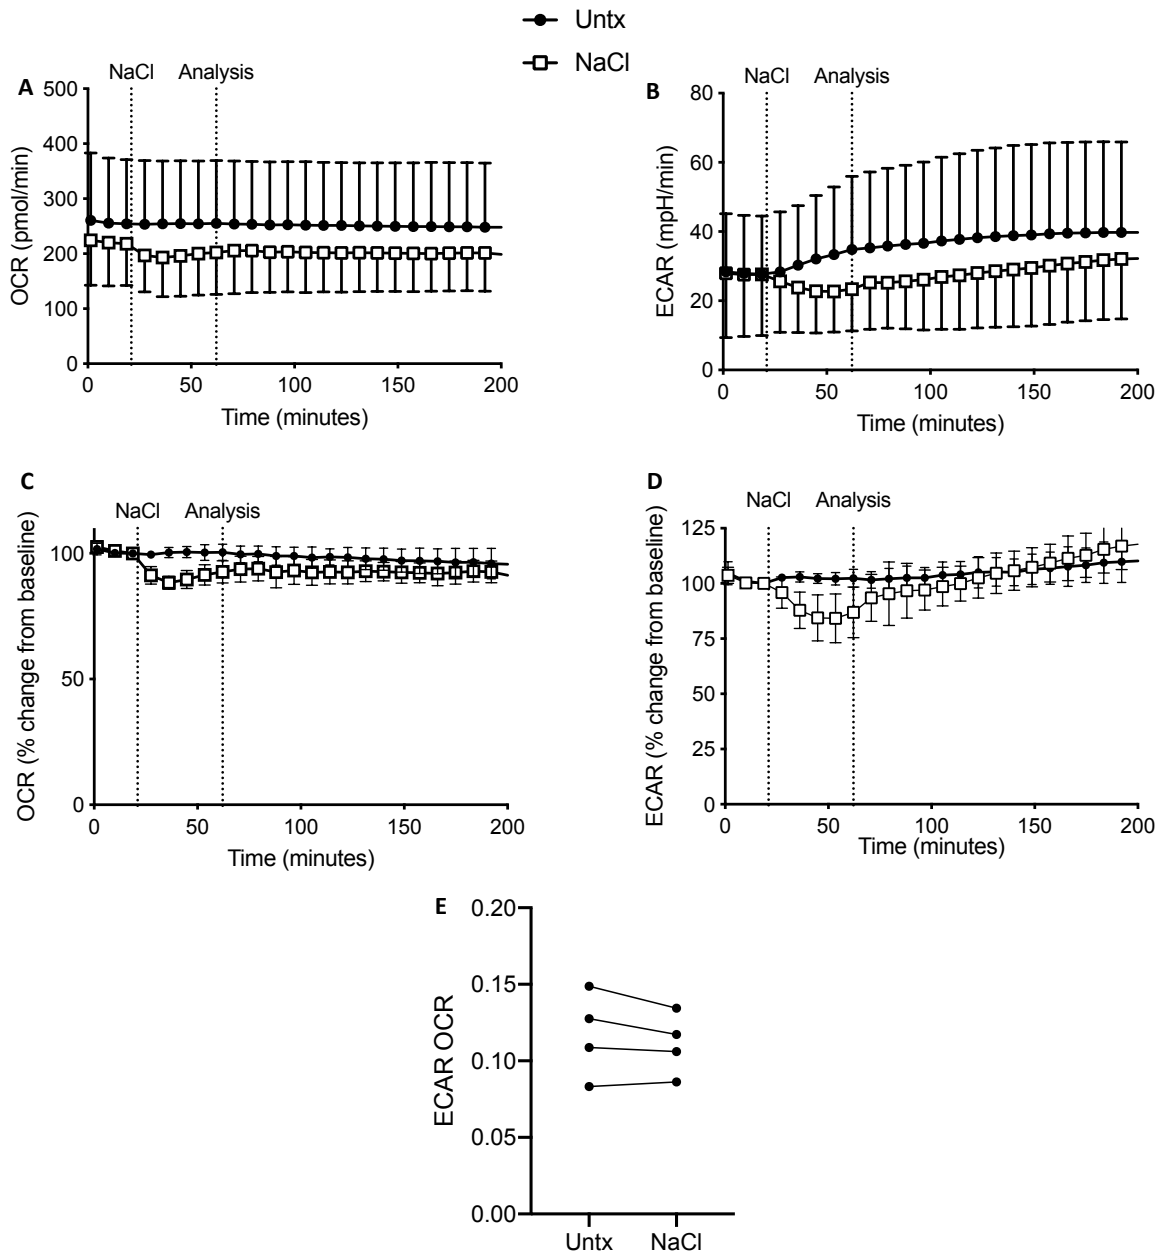 Untx
NaCl
A
NaCl Analysis
500
400
300
200
100
0
OCR (pmol/min)
0 50 100 150 200
Time (minutes)
B
NaCl Analysis
80
60
40
20
0
ECAR (mpH/min)
0 50 100 150 200
Time (minutes)
C
NaCl Analysis
100
50
0
OCR (% change from baseline)
0 50 100 150 200
Time (minutes)
D
NaCl Analysis
125
100
75
50
25
0
ECAR (% change from baseline)
0 50 100 150 200
Time (minutes)
E
0.20
0.15
0.10
0.05
0.00
ECAR OCR
Untx NaCl